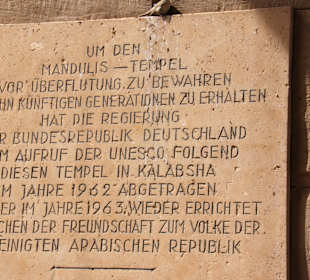 UM DEN
MANDULIS — TEMPEL
VOR ÜBERFLUTUNG ZU BEWAHREN
KÜNFTIGEN GENERATIONEN ZU ERHALTEN
HAT DIE REGIERUNG
BUNDESREPUBLIK DEUTSCHLAND
AUFRUF DER UNESCO FOLGEND
DIESEN TEMPEL IN KALABSHA
JAHRE 1962 ABGETRAGEN
IM JAHRE 1963 WIEDER ERRICHTET
DER FREUNDSCHAFT ZUM VOLKE DER
ARABISCHEN REPUBLIK